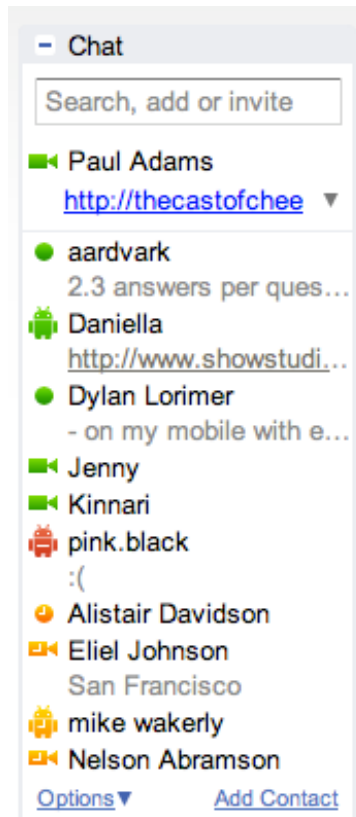 Chat
Search, add or invite
Paul Adams
http://thecastofchee
aardvark
2.3 answers per ques...
Daniella
http://www.showstudi...
Dylan Lorimer
- on my mobile with e...
Jenny
Kinnari
pink.black
:(
Alistair Davidson
Eliel Johnson
San Francisco
mike wakerly
Nelson Abramson
Options▼ Add Contact